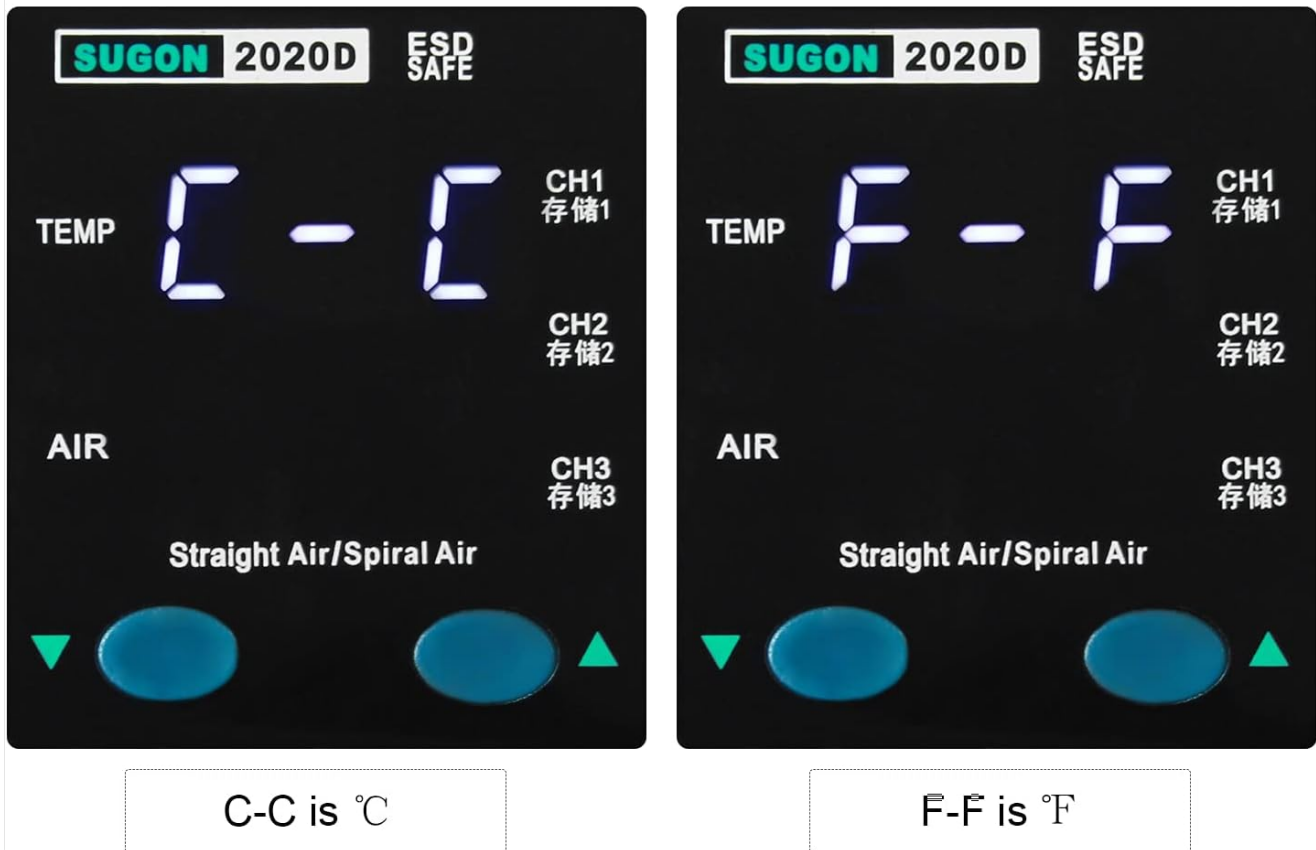 SUGON 2020D ESD SAFE
C - C
TEMP
CH1
存储1
CH2
存储2
AIR
CH3
存储3
Straight Air/Spiral Air
▼ ▲
C-C is ℃
SUGON 2020D ESD SAFE
F - F
TEMP
CH1
存储1
CH2
存储2
AIR
CH3
存储3
Straight Air/Spiral Air
▼ ▲
F-F is ℉